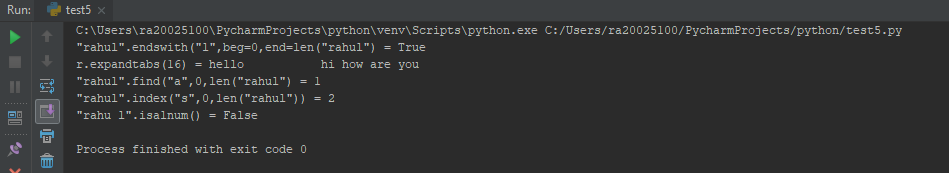 Run: test5 ×
C:\Users\ra20025100\PycharmProjects\python\venv\Scripts\python.exe C:/Users/ra20025100/PycharmProjects/python/test5.py
"rahul".endswith("l",beg=0,end=len("rahul") = True
r.expandtabs(16) = hello           hi how are you
"rahul".find("a",0,len("rahul") = 1
"rahul".index("s",0,len("rahul")) = 2
"rahu l".isalnum() = False
Process finished with exit code 0